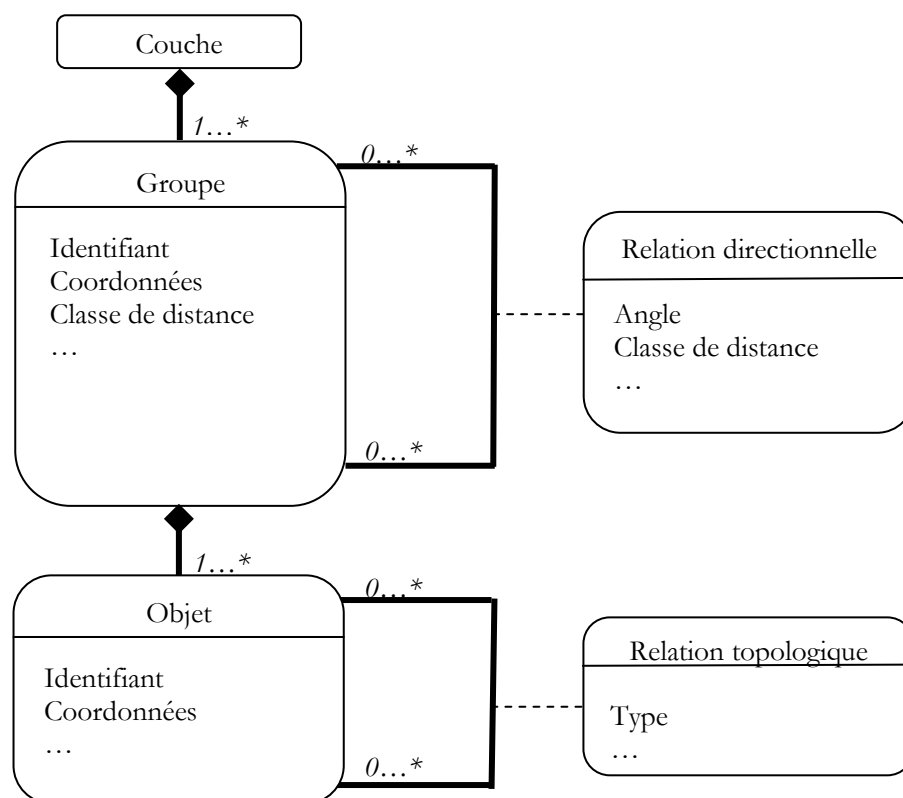 Couche
1…*
0…*
Groupe
Identifiant
Coordonnées
Classe de distance
…
Relation directionnelle
Angle
Classe de distance
…
0…*
1…*
0…*
Objet
Identifiant
Coordonnées
…
Relation topologique
Type
…
0…*